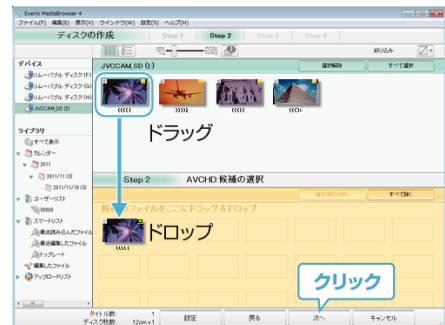 Everio MediaBrowser 4
ファイル(F) 編集(E) 表示(V) ウインドウ(W) 設定(S) ヘルプ(H)
ディスクの作成 Step 1 Step 2 Step 3 Step 4
絞り込み
デバイス
リムーバブル ディスク (F)
リムーバブル ディスク (G)
リムーバブル ディスク (H)
JVCCAM_SD (I:)
ライブラリ
すべて表示
カレンダー
2011
2011/11 (3)
2011/11/10 (3)
ユーザーリスト
スマートリスト
最近読み込んだファイル
最近編集したファイル
編集したファイル
アップロードリスト
JVCCAM_SD (I:)
選択解除 すべて選択
ドラッグ
Step 2 AVCHD:候補の選択
すべて除く
ファイルをここにドラッグ&ドロップ
ドロップ
クリック
タイトル数: 1
ディスク枚数: 12cm x 1
設定 戻る 次へ キャンセル